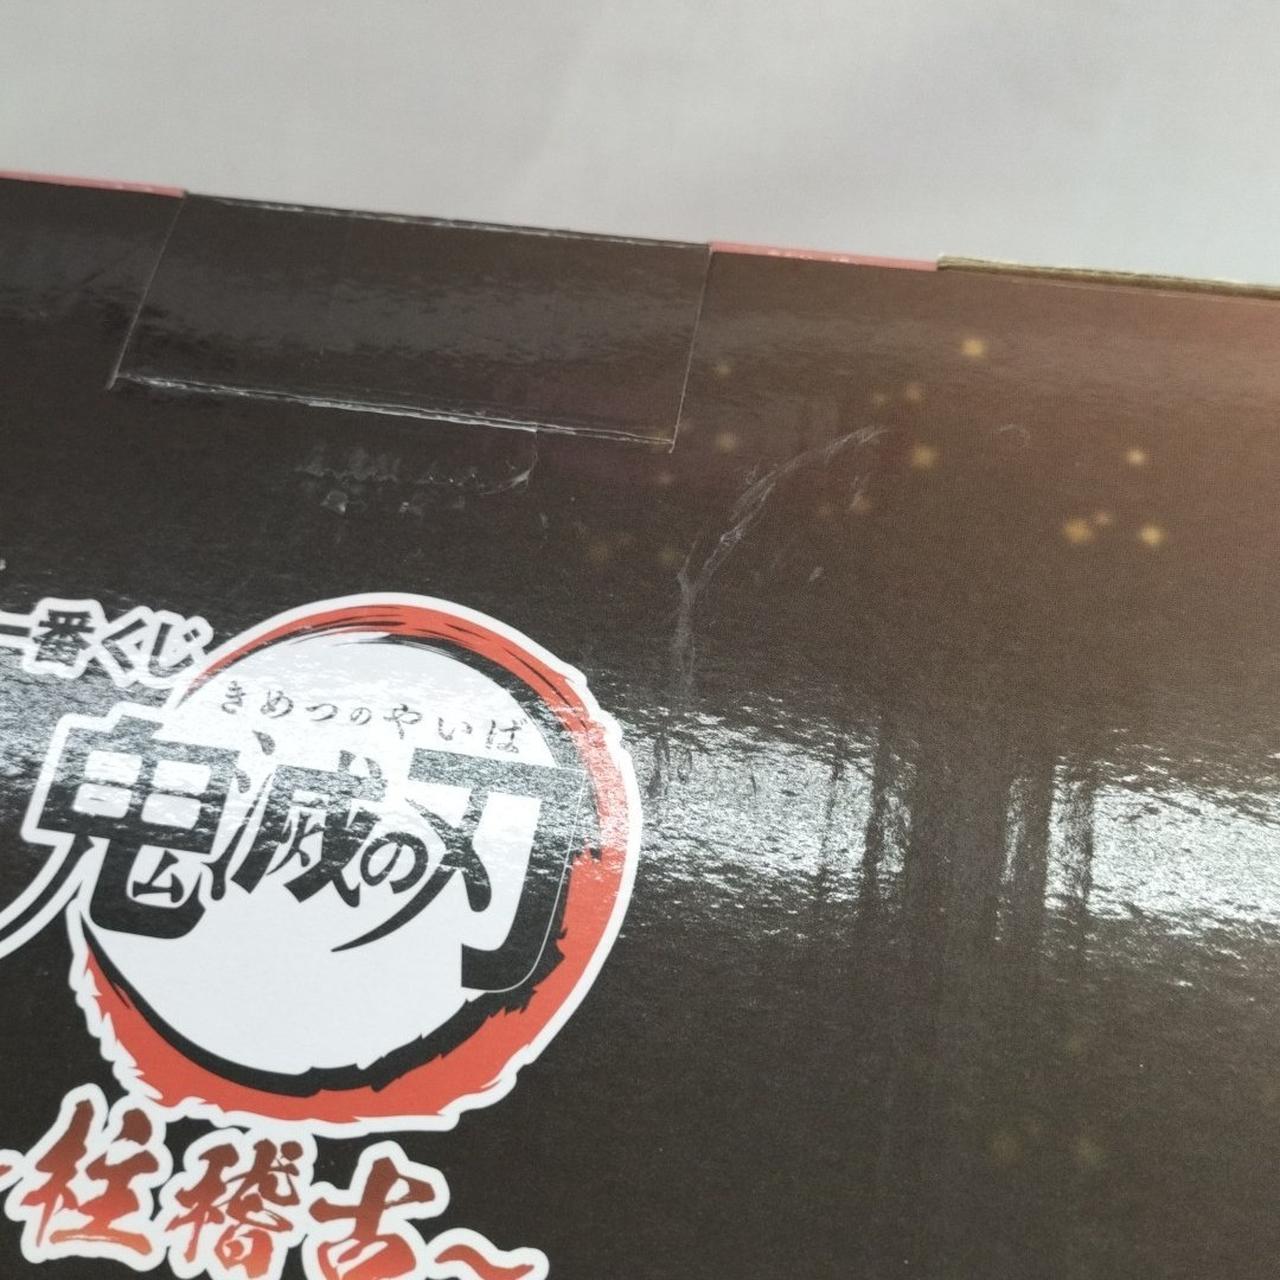 一番くじ
きめつのやいば
鬼滅の刃
~柱稽古~